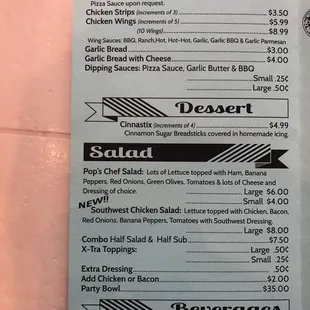 Pizza Sauce upon request.
Chicken Strips (increments of 3) $3.50
Chicken Wings (increments of 5) $5.99
(10 Wings) $8.99
Wing Sauces: BBQ, Ranch, Hot, Hot-Hot, Garlic, Garlic BBQ & Garlic Parmesan
Garlic Bread $3.00
Garlic Bread with Cheese $4.00
Dipping Sauces: Pizza Sauce, Garlic Butter & BBQ
Small .25¢
Large .50¢
Dessert
Cinnastix (Increments of 4) $4.99
Cinnamon Sugar Breadsticks covered in homemade icing.
Salad
Pop's Chef Salad: Lots of Lettuce topped with Ham, Banana
Peppers, Red Onions, Green Olives, Tomatoes & lots of Cheese and
Dressing of choice. Large $6.00
NEW!! Small $4.00
Southwest Chicken Salad: Lettuce topped with Chicken, Bacon,
Red Onions, Banana Peppers, Tomatoes with Southwest Dressing.
Large $8.00
Combo Half Salad & Half Sub $7.50
X-Tra Toppings: Large .50¢
Small .25¢
Extra Dressing .50¢
Add Chicken or Bacon $2.00
Party Bowl $35.00
Beverages